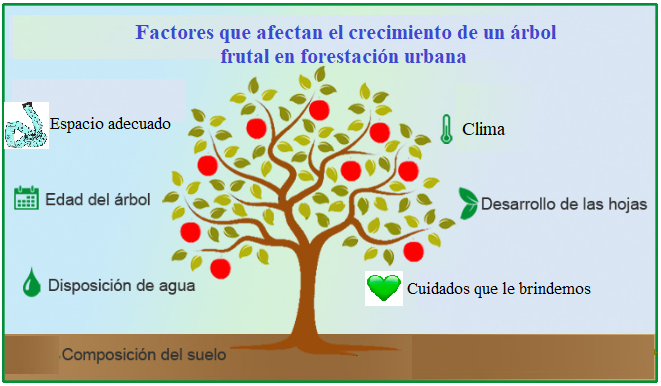 Factores que afectan el crecimiento de un árbol
frutal en forestación urbana
Espacio adecuado
Clima
Edad del árbol
Desarrollo de las hojas
Disposición de agua
Cuidados que le brindemos
Composición del suelo